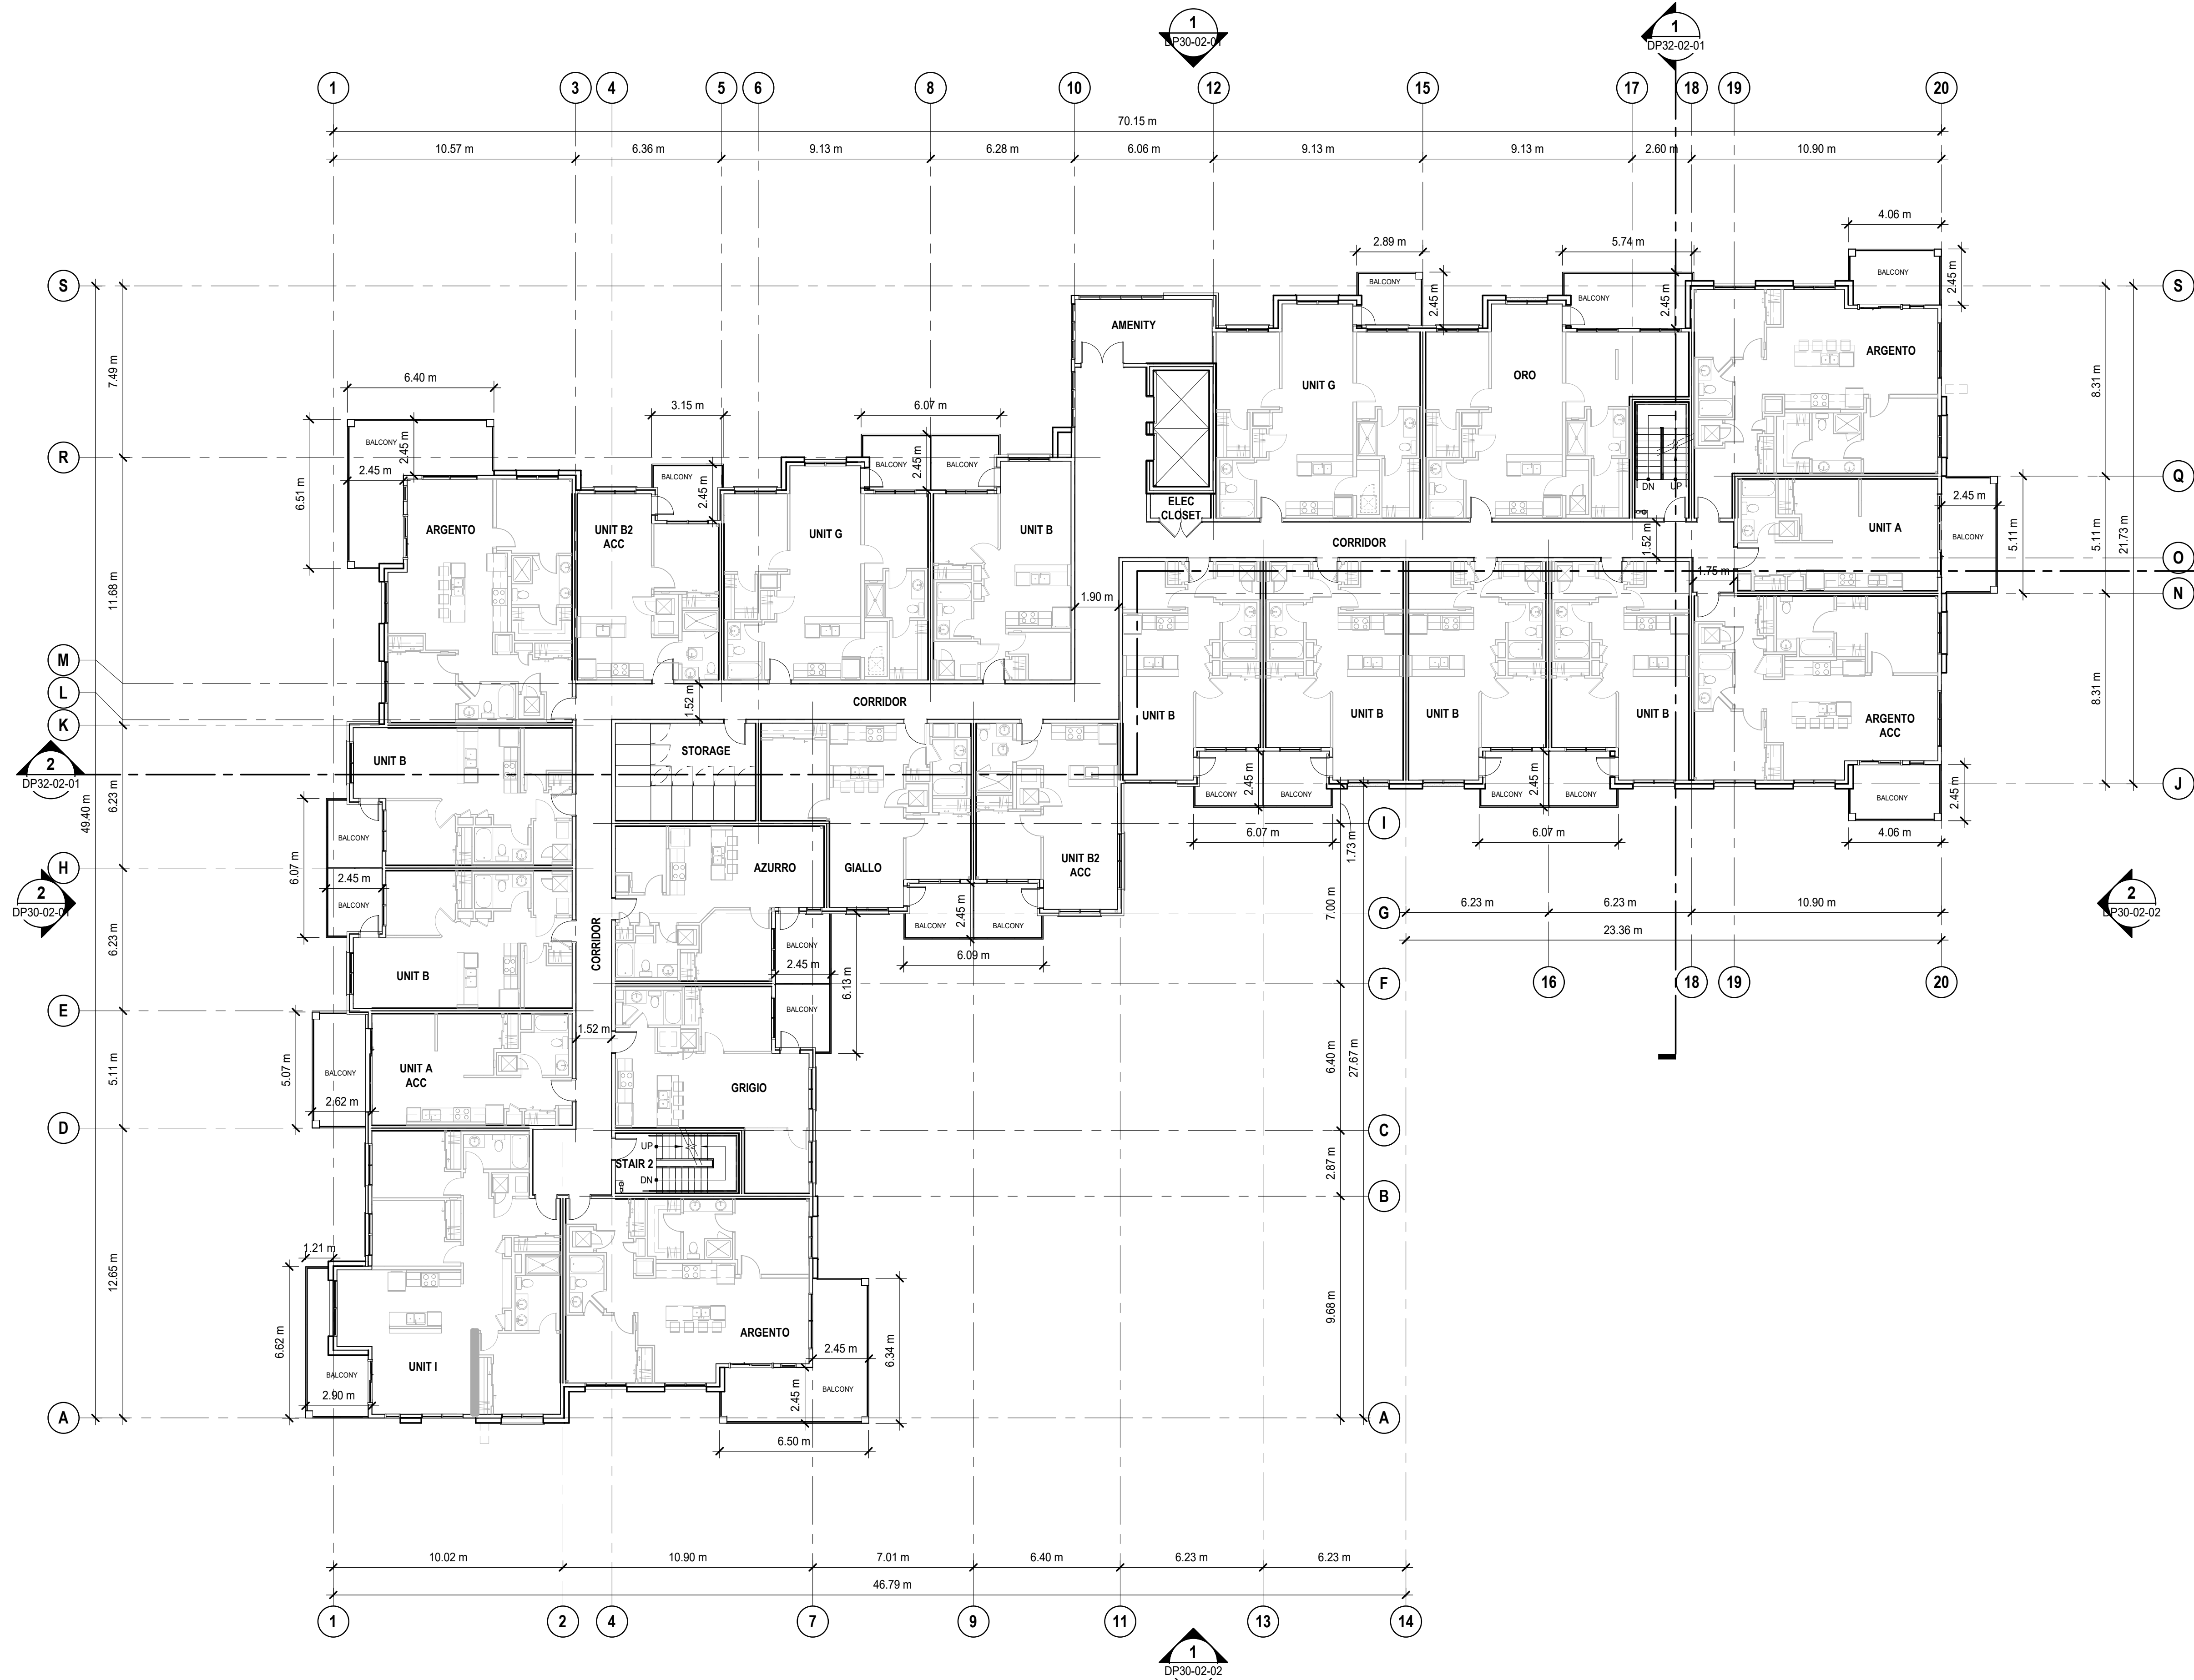 1
DP30-02-01
1
DP32-02-01
1
3
4
5
6
8
10
12
15
17
18
19
20
70.15 m
10.57 m
6.36 m
9.13 m
6.28 m
6.06 m
9.13 m
9.13 m
2.60 m
10.90 m
4.06 m
2.89 m
5.74 m
BALCONY
2.45 m
BALCONY
2.45 m
BALCONY
2.45 m
S
S
AMENITY
ARGENTO
7.49 m
6.40 m
3.15 m
6.07 m
UNIT G
ORO
8.31 m
BALCONY
2.45 m
2.45 m
R
6.51 m
BALCONY
2.45 m
BALCONY
BALCONY
2.45 m
DN
UP
Q
2.45 m
ELEC
CLOSET
ARGENTO
UNIT B2
ACC
UNIT G
UNIT B
UNIT A
BALCONY
5.11 m
5.11 m
21.73 m
CORRIDOR
1.52 m
O
11.68 m
1.75 m
N
1.90 m
M
L
K
1.52 m
CORRIDOR
UNIT B
UNIT B
UNIT B
UNIT B
ARGENTO
ACC
8.31 m
STORAGE
UNIT B
2
DP32-02-01
2.45 m
BALCONY
BALCONY
2.45 m
BALCONY
BALCONY
BALCONY
2.45 m
J
49.40 m
6.23 m
6.07 m
6.07 m
4.06 m
I
1.73 m
BALCONY
H
6.07 m
2.45 m
BALCONY
AZURRO
GIALLO
UNIT B2
ACC
2
DP30-02-01
2
DP30-02-02
7.00 m
G
6.23 m
6.23 m
10.90 m
23.36 m
BALCONY
BALCONY
2.45 m
6.09 m
CORRIDOR
BALCONY
2.45 m
6.13 m
6.23 m
UNIT B
F
16
18
19
20
E
BALCONY
1.52 m
5.07 m
5.11 m
BALCONY
UNIT A
ACC
2.62 m
GRIGIO
6.40 m
27.67 m
D
C
UP
STAIR 2
DN
2.87 m
B
1.21 m
12.65 m
6.62 m
ARGENTO
9.68 m
2.45 m
6.34 m
UNIT I
BALCONY
2.90 m
2.45 m
BALCONY
A
A
6.50 m
10.02 m
10.90 m
7.01 m
6.40 m
6.23 m
6.23 m
46.79 m
1
2
4
7
9
11
13
14
1
DP30-02-02